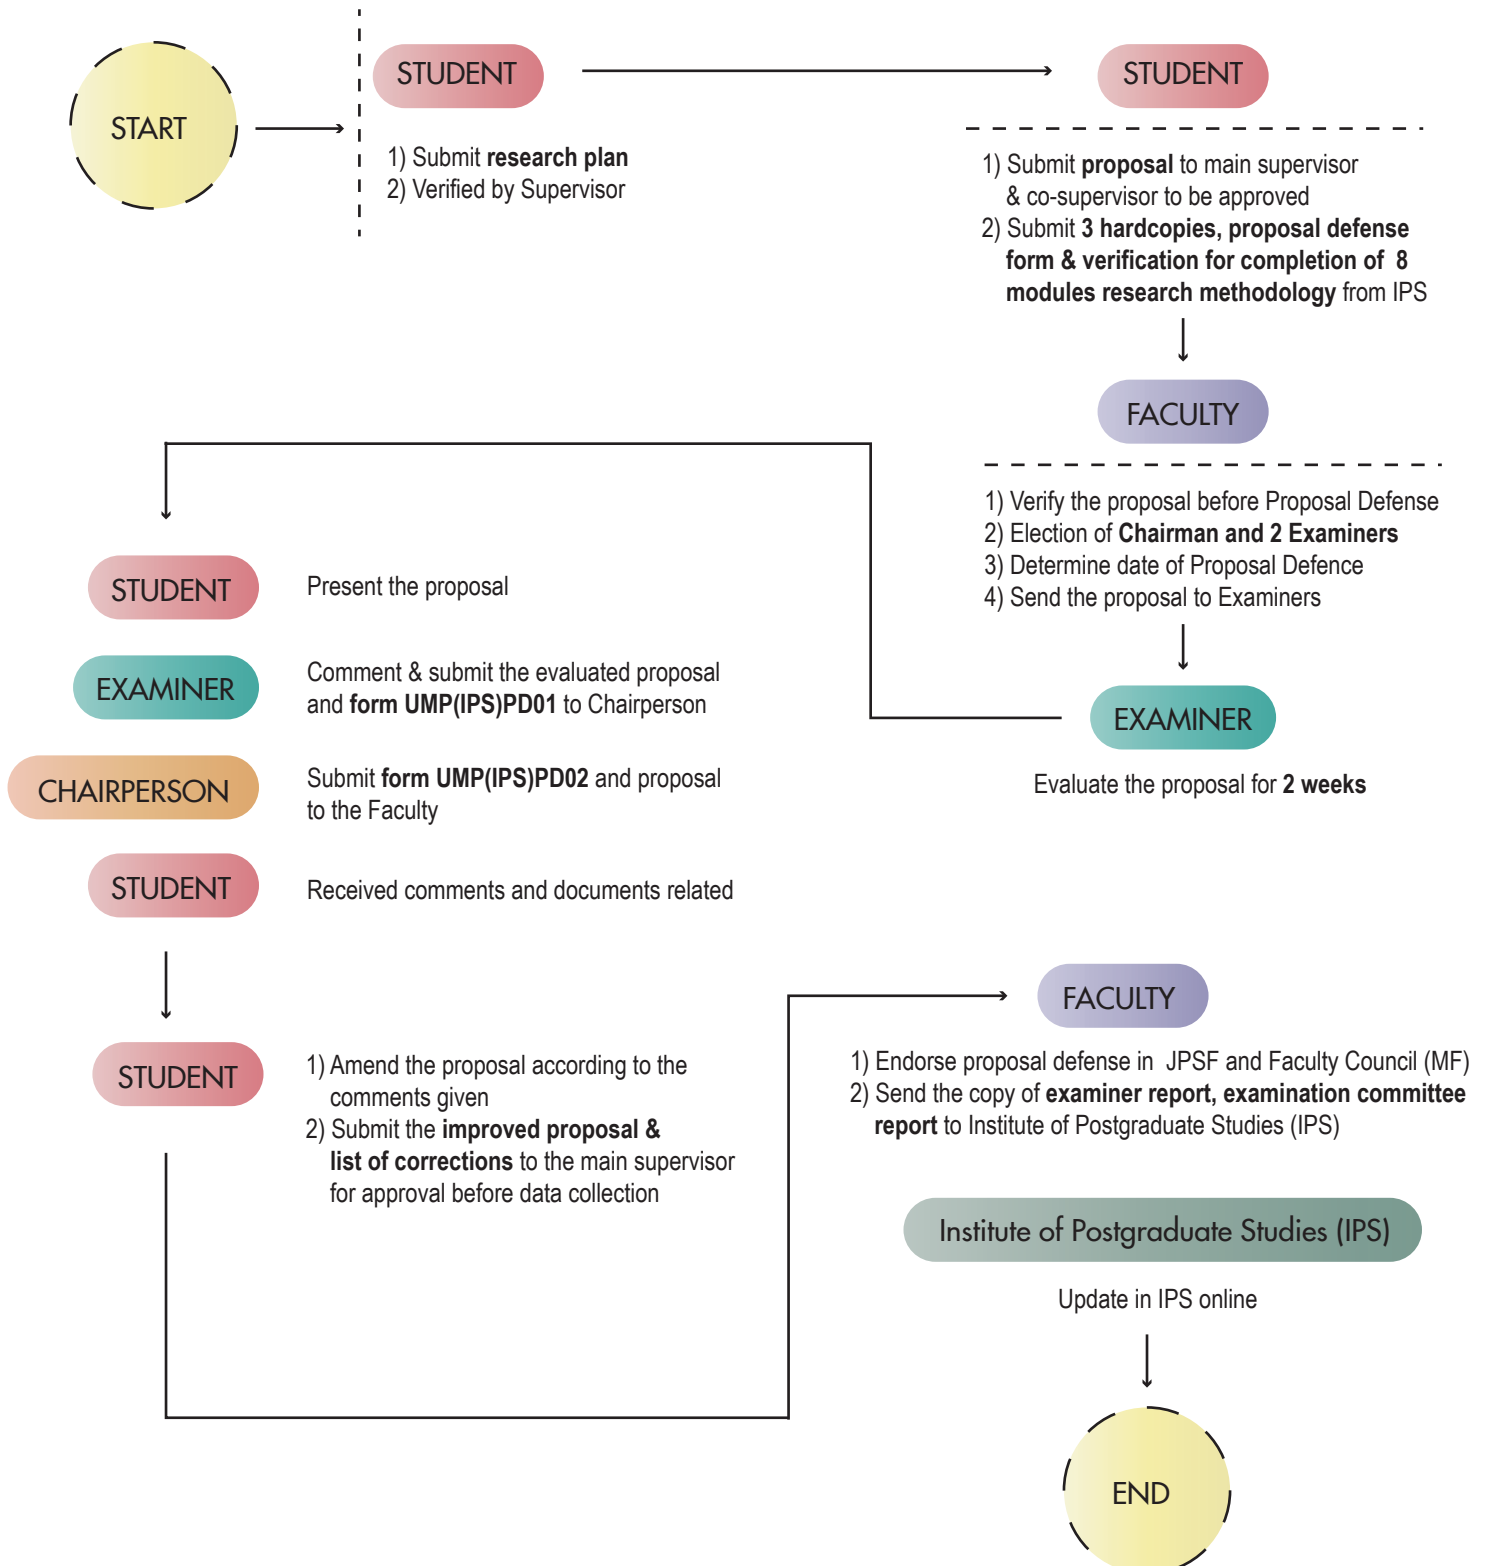 START
STUDENT
1) Submit research plan
2) Verified by Supervisor
STUDENT
1) Submit proposal to main supervisor
& co-supervisor to be approved
2) Submit 3 hardcopies, proposal defense
form & verification for completion of 8
modules research methodology from IPS
FACULTY
1) Verify the proposal before Proposal Defense
2) Election of Chairman and 2 Examiners
3) Determine date of Proposal Defence
4) Send the proposal to Examiners
EXAMINER
Evaluate the proposal for 2 weeks
STUDENT
Present the proposal
EXAMINER
Comment & submit the evaluated proposal
and form UMP(IPS)PD01 to Chairperson
CHAIRPERSON
Submit form UMP(IPS)PD02 and proposal
to the Faculty
STUDENT
Received comments and documents related
STUDENT
1) Amend the proposal according to the
comments given
2) Submit the improved proposal &
list of corrections to the main supervisor
for approval before data collection
FACULTY
1) Endorse proposal defense in JPSF and Faculty Council (MF)
2) Send the copy of examiner report, examination committee
report to Institute of Postgraduate Studies (IPS)
Institute of Postgraduate Studies (IPS)
Update in IPS online
END